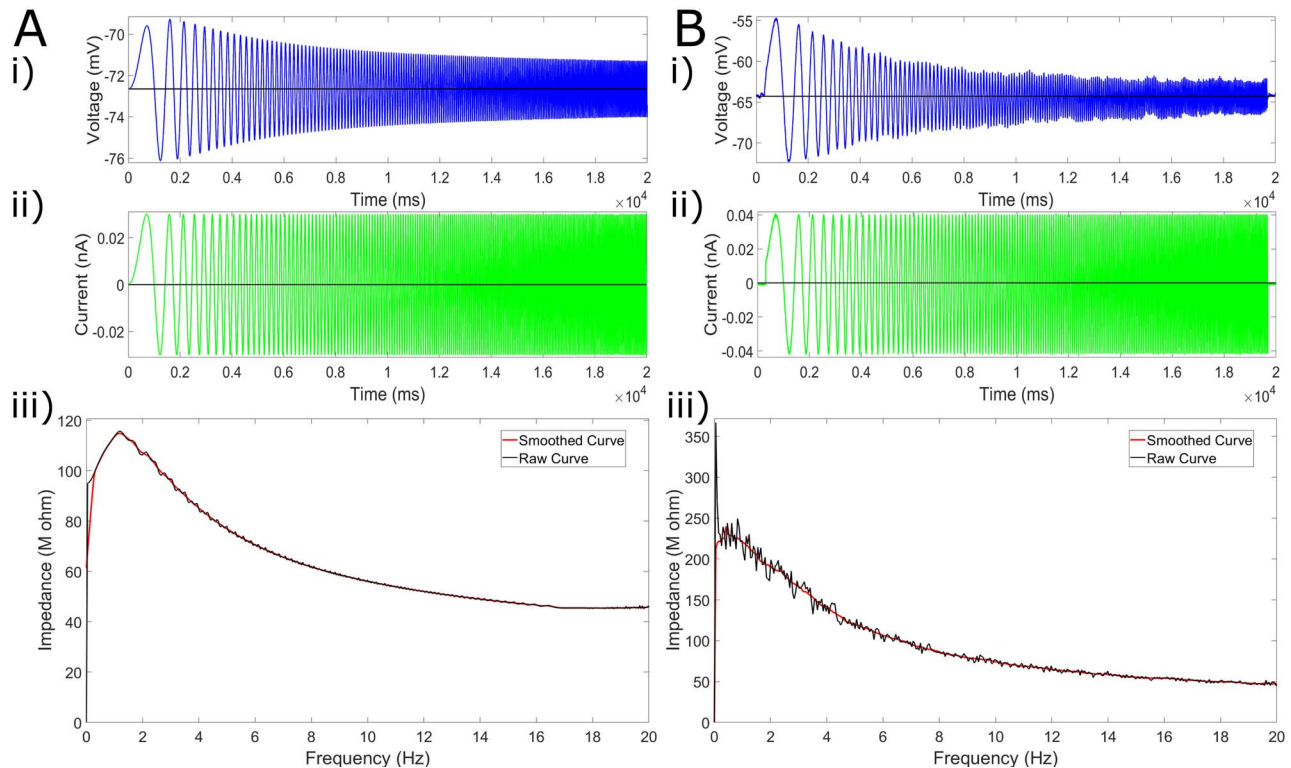 A
i)
Voltage (mV)
-70
-72
-74
-76
0 0.2 0.4 0.6 0.8 1 1.2 1.4 1.6 1.8 2
Time (ms)
×10⁴
ii)
Current (nA)
0.02
0
-0.02
0 0.2 0.4 0.6 0.8 1 1.2 1.4 1.6 1.8 2
Time (ms)
×10⁴
iii)
Impedance (M ohm)
120
100
80
60
40
20
0
Smoothed Curve
Raw Curve
0 2 4 6 8 10 12 14 16 18 20
Frequency (Hz)
B
i)
Voltage (mV)
-55
-60
-65
-70
0 0.2 0.4 0.6 0.8 1 1.2 1.4 1.6 1.8 2
Time (ms)
×10⁴
ii)
Current (nA)
0.04
0.02
0
-0.02
-0.04
0 0.2 0.4 0.6 0.8 1 1.2 1.4 1.6 1.8 2
Time (ms)
×10⁴
iii)
Impedance (M ohm)
350
300
250
200
150
100
50
0
Smoothed Curve
Raw Curve
0 2 4 6 8 10 12 14 16 18 20
Frequency (Hz)